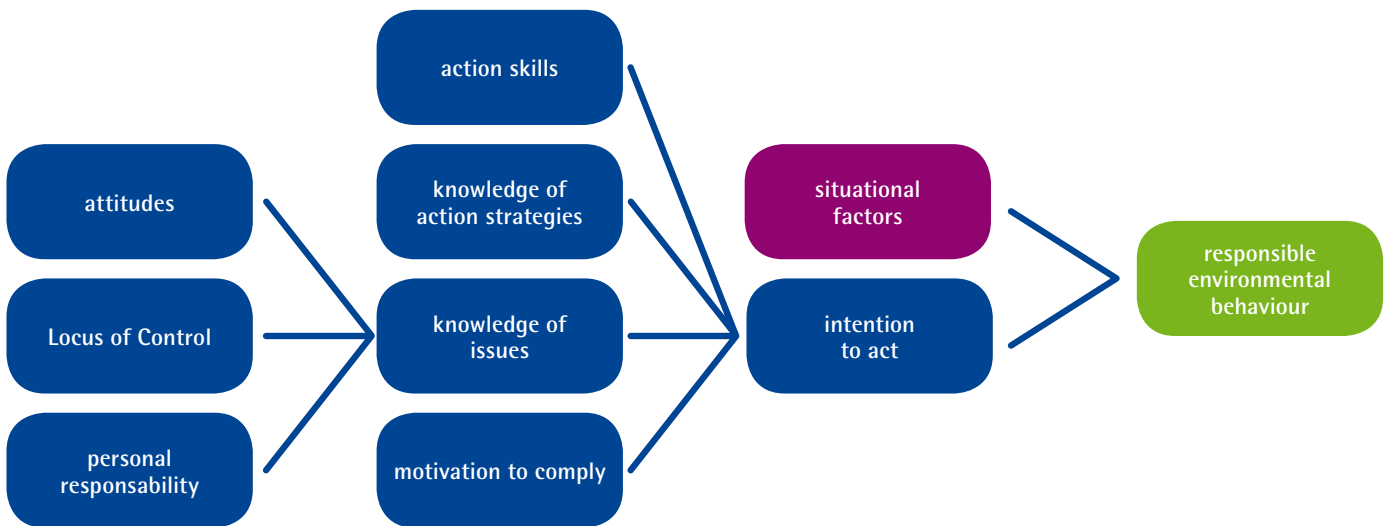 attitudes
Locus of Control
personal
responsability
action skills
knowledge of
action strategies
knowledge of
issues
motivation to comply
situational
factors
intention
to act
responsible
environmental
behaviour